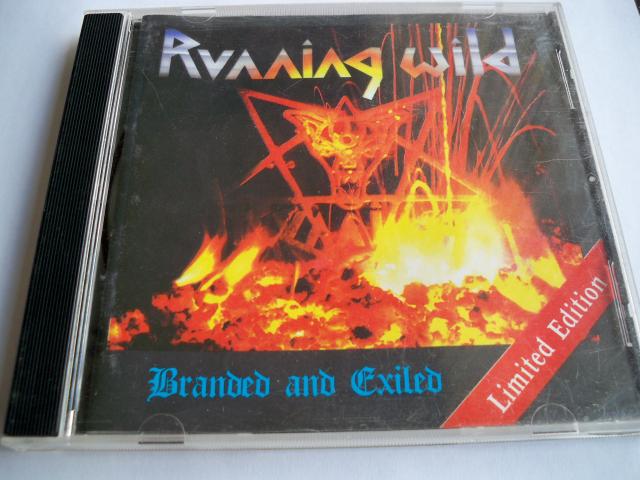 Running Wild
Branded and Exiled
Limited Edition